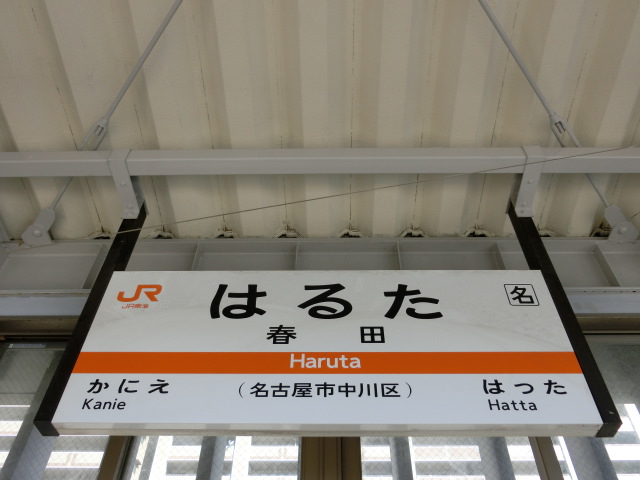 JR
JR東海
はるた
名
春田
Haruta
かにえ
Kanie
（名古屋市中川区）
はった
Hatta